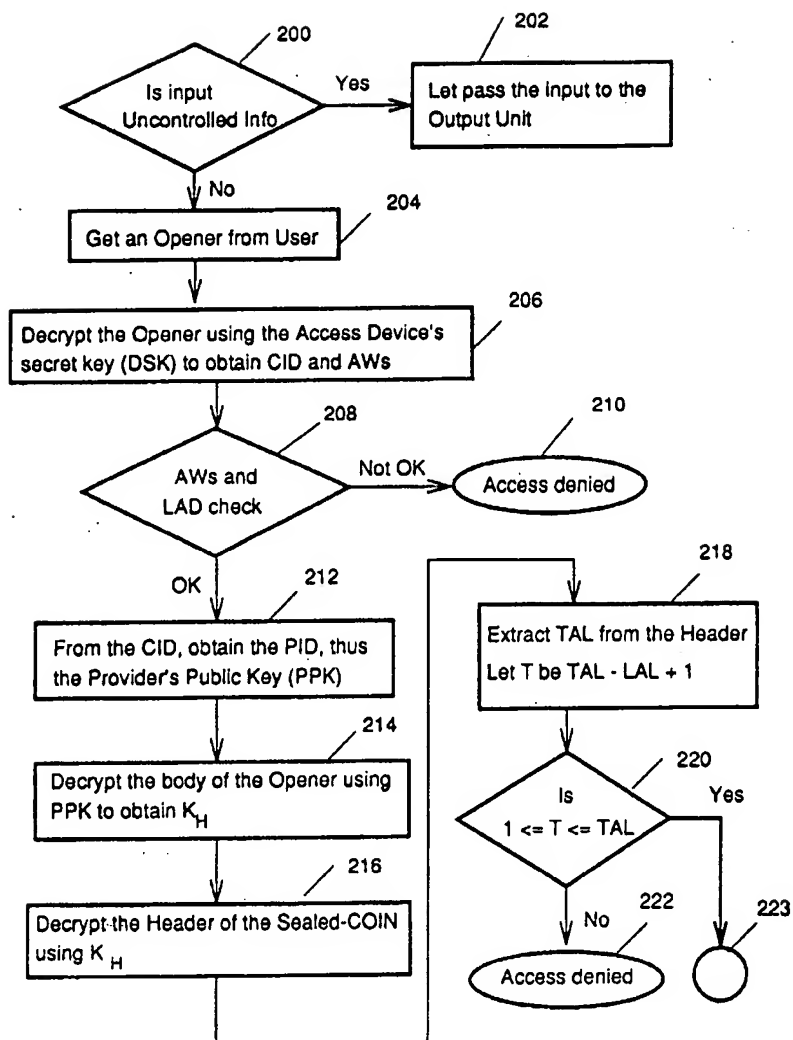 200
Is input
Uncontrolled Info
Yes
202
Let pass the input to the
Output Unit
No
204
Get an Opener from User
206
Decrypt the Opener using the Access Device's
secret key (DSK) to obtain CID and AWs
208
AWs and
LAD check
Not OK
210
Access denied
OK
212
From the CID, obtain the PID, thus
the Provider's Public Key (PPK)
214
Decrypt the body of the Opener using
PPK to obtain K_H
216
Decrypt the Header of the Sealed-COIN
using K_H
218
Extract TAL from the Header
Let T be TAL - LAL + 1
220
Is
1 <= T <= TAL
Yes
No
222
Access denied
223